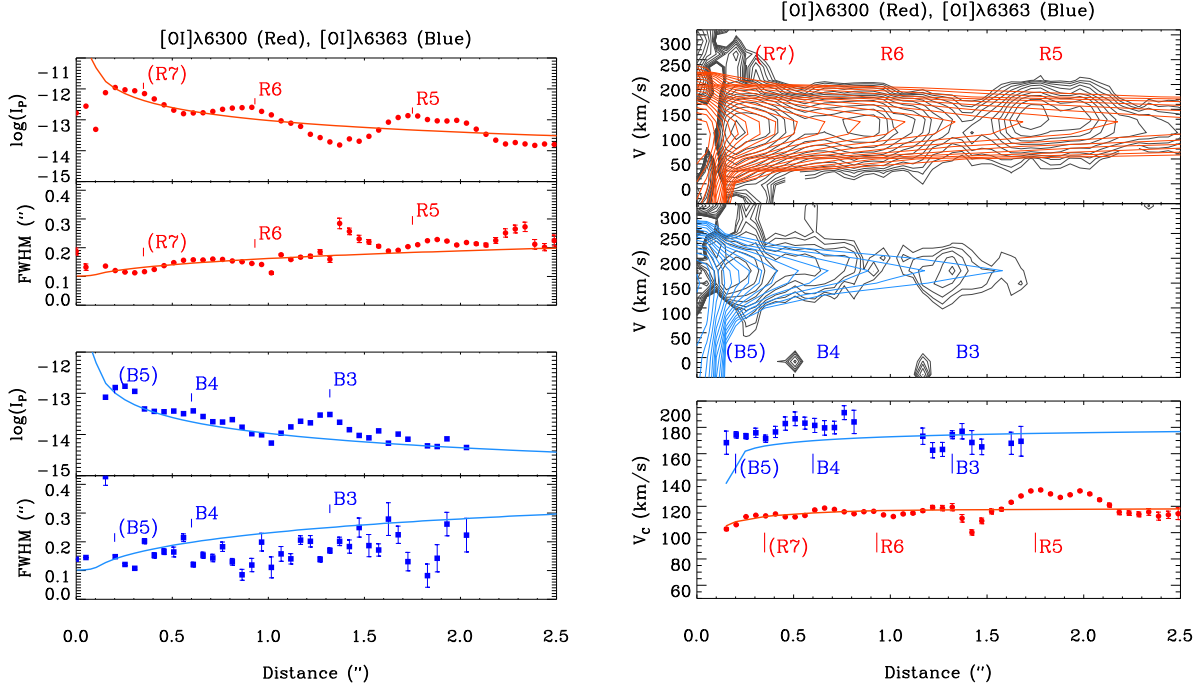 [OI]λ6300 (Red), [OI]λ6363 (Blue)
log(Ip)
-11
-12
-13
-14
-15
(R7)
R6
R5
FWHM (″)
0.4
0.3
0.2
0.1
0.0
(R7)
R6
R5
log(Ip)
-12
-13
-14
-15
(B5)
B4
B3
FWHM (″)
0.4
0.3
0.2
0.1
0.0
(B5)
B4
B3
0.0 0.5 1.0 1.5 2.0 2.5
Distance (″)
[OI]λ6300 (Red), [OI]λ6363 (Blue)
V (km/s)
300
200
150
100
50
0
(R7)
R6
R5
V (km/s)
300
200
150
100
50
0
(B5)
B4
B3
Vc (km/s)
200
180
160
140
120
100
80
60
(B5)
B4
B3
(R7)
R6
R5
0.0 0.5 1.0 1.5 2.0 2.5
Distance (″)